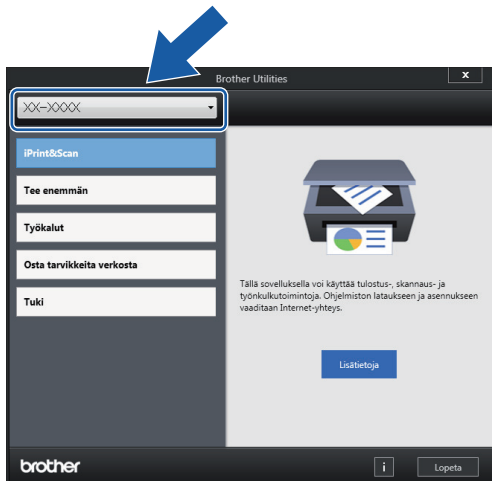 Brother Utilities
x
XX-XXXX
iPrint&Scan
Tee enemmän
Työkalut
Osta tarvikkeita verkosta
Tuki
Tällä sovelluksella voi käyttää tulostus-, skannaus- ja
työnkulkutoimintoja. Ohjelmiston lataukseen ja asennukseen
vaaditaan Internet-yhteys.
Lisätietoja
brother
i
Lopeta